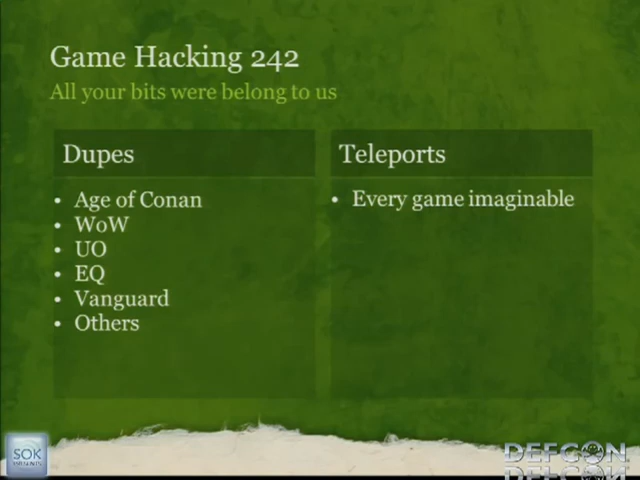 Game Hacking 242
All your bits were belong to us
Dupes
• Age of Conan
• WoW
• UO
• EQ
• Vanguard
• Others
Teleports
• Every game imaginable
SOK
DEFCON